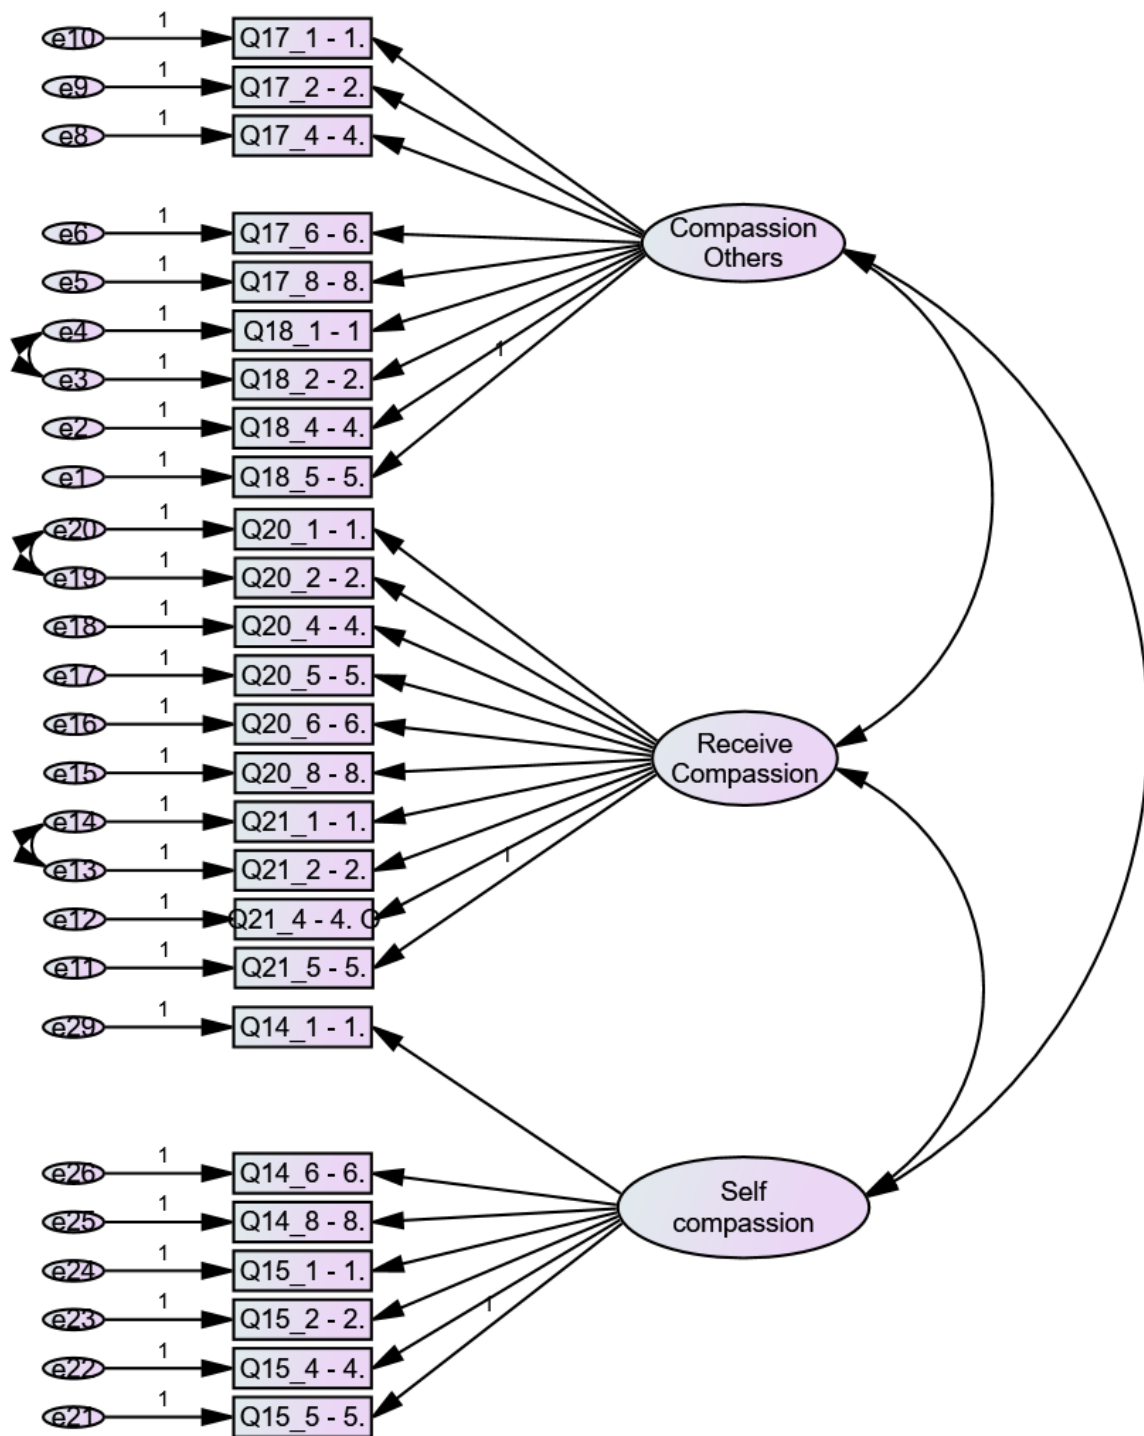 e10 1 Q17_1 - 1.
e9 1 Q17_2 - 2.
e8 1 Q17_4 - 4.
e6 1 Q17_6 - 6.
e5 1 Q17_8 - 8.
e4 1 Q18_1 - 1
e3 1 Q18_2 - 2.
e2 1 Q18_4 - 4.
e1 1 Q18_5 - 5.
1
Compassion
Others
e20 1 Q20_1 - 1.
e19 1 Q20_2 - 2.
e18 1 Q20_4 - 4.
e17 1 Q20_5 - 5.
e16 1 Q20_6 - 6.
e15 1 Q20_8 - 8.
e14 1 Q21_1 - 1.
e13 1 Q21_2 - 2.
e12 1 Q21_4 - 4. O
e11 1 Q21_5 - 5.
1
Receive
Compassion
e29 1 Q14_1 - 1.
e26 1 Q14_6 - 6.
e25 1 Q14_8 - 8.
e24 1 Q15_1 - 1.
e23 1 Q15_2 - 2.
e22 1 Q15_4 - 4.
e21 1 Q15_5 - 5.
1
Self
compassion